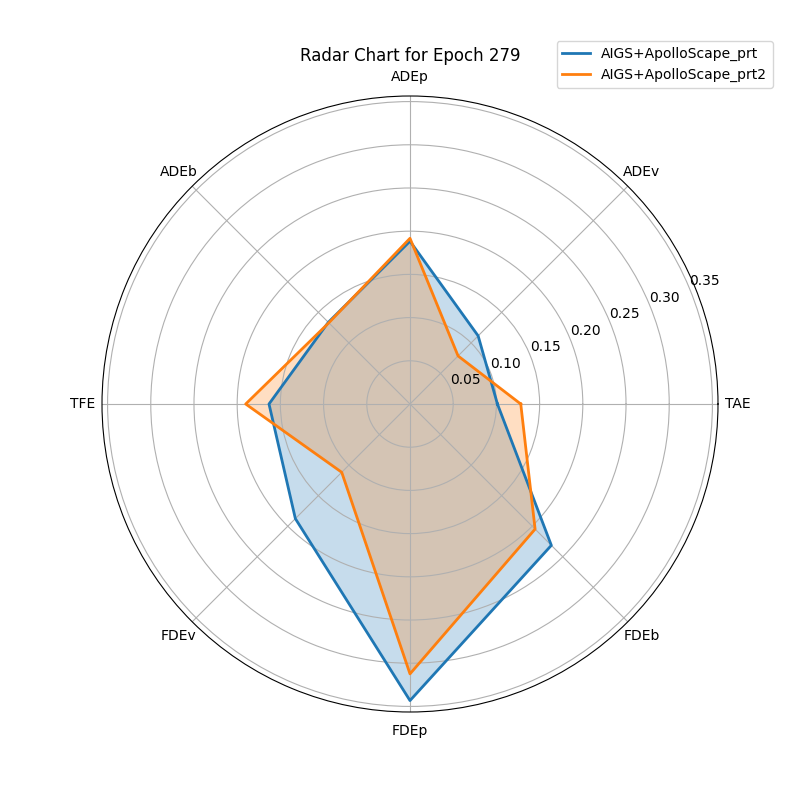 Radar Chart for Epoch 279
AIGS+ApolloScape_prt
AIGS+ApolloScape_prt2
ADEp
ADEb
ADEv
0.35
0.30
0.25
0.20
0.15
0.10
0.05
TFE
TAE
FDEv
FDEb
FDEp